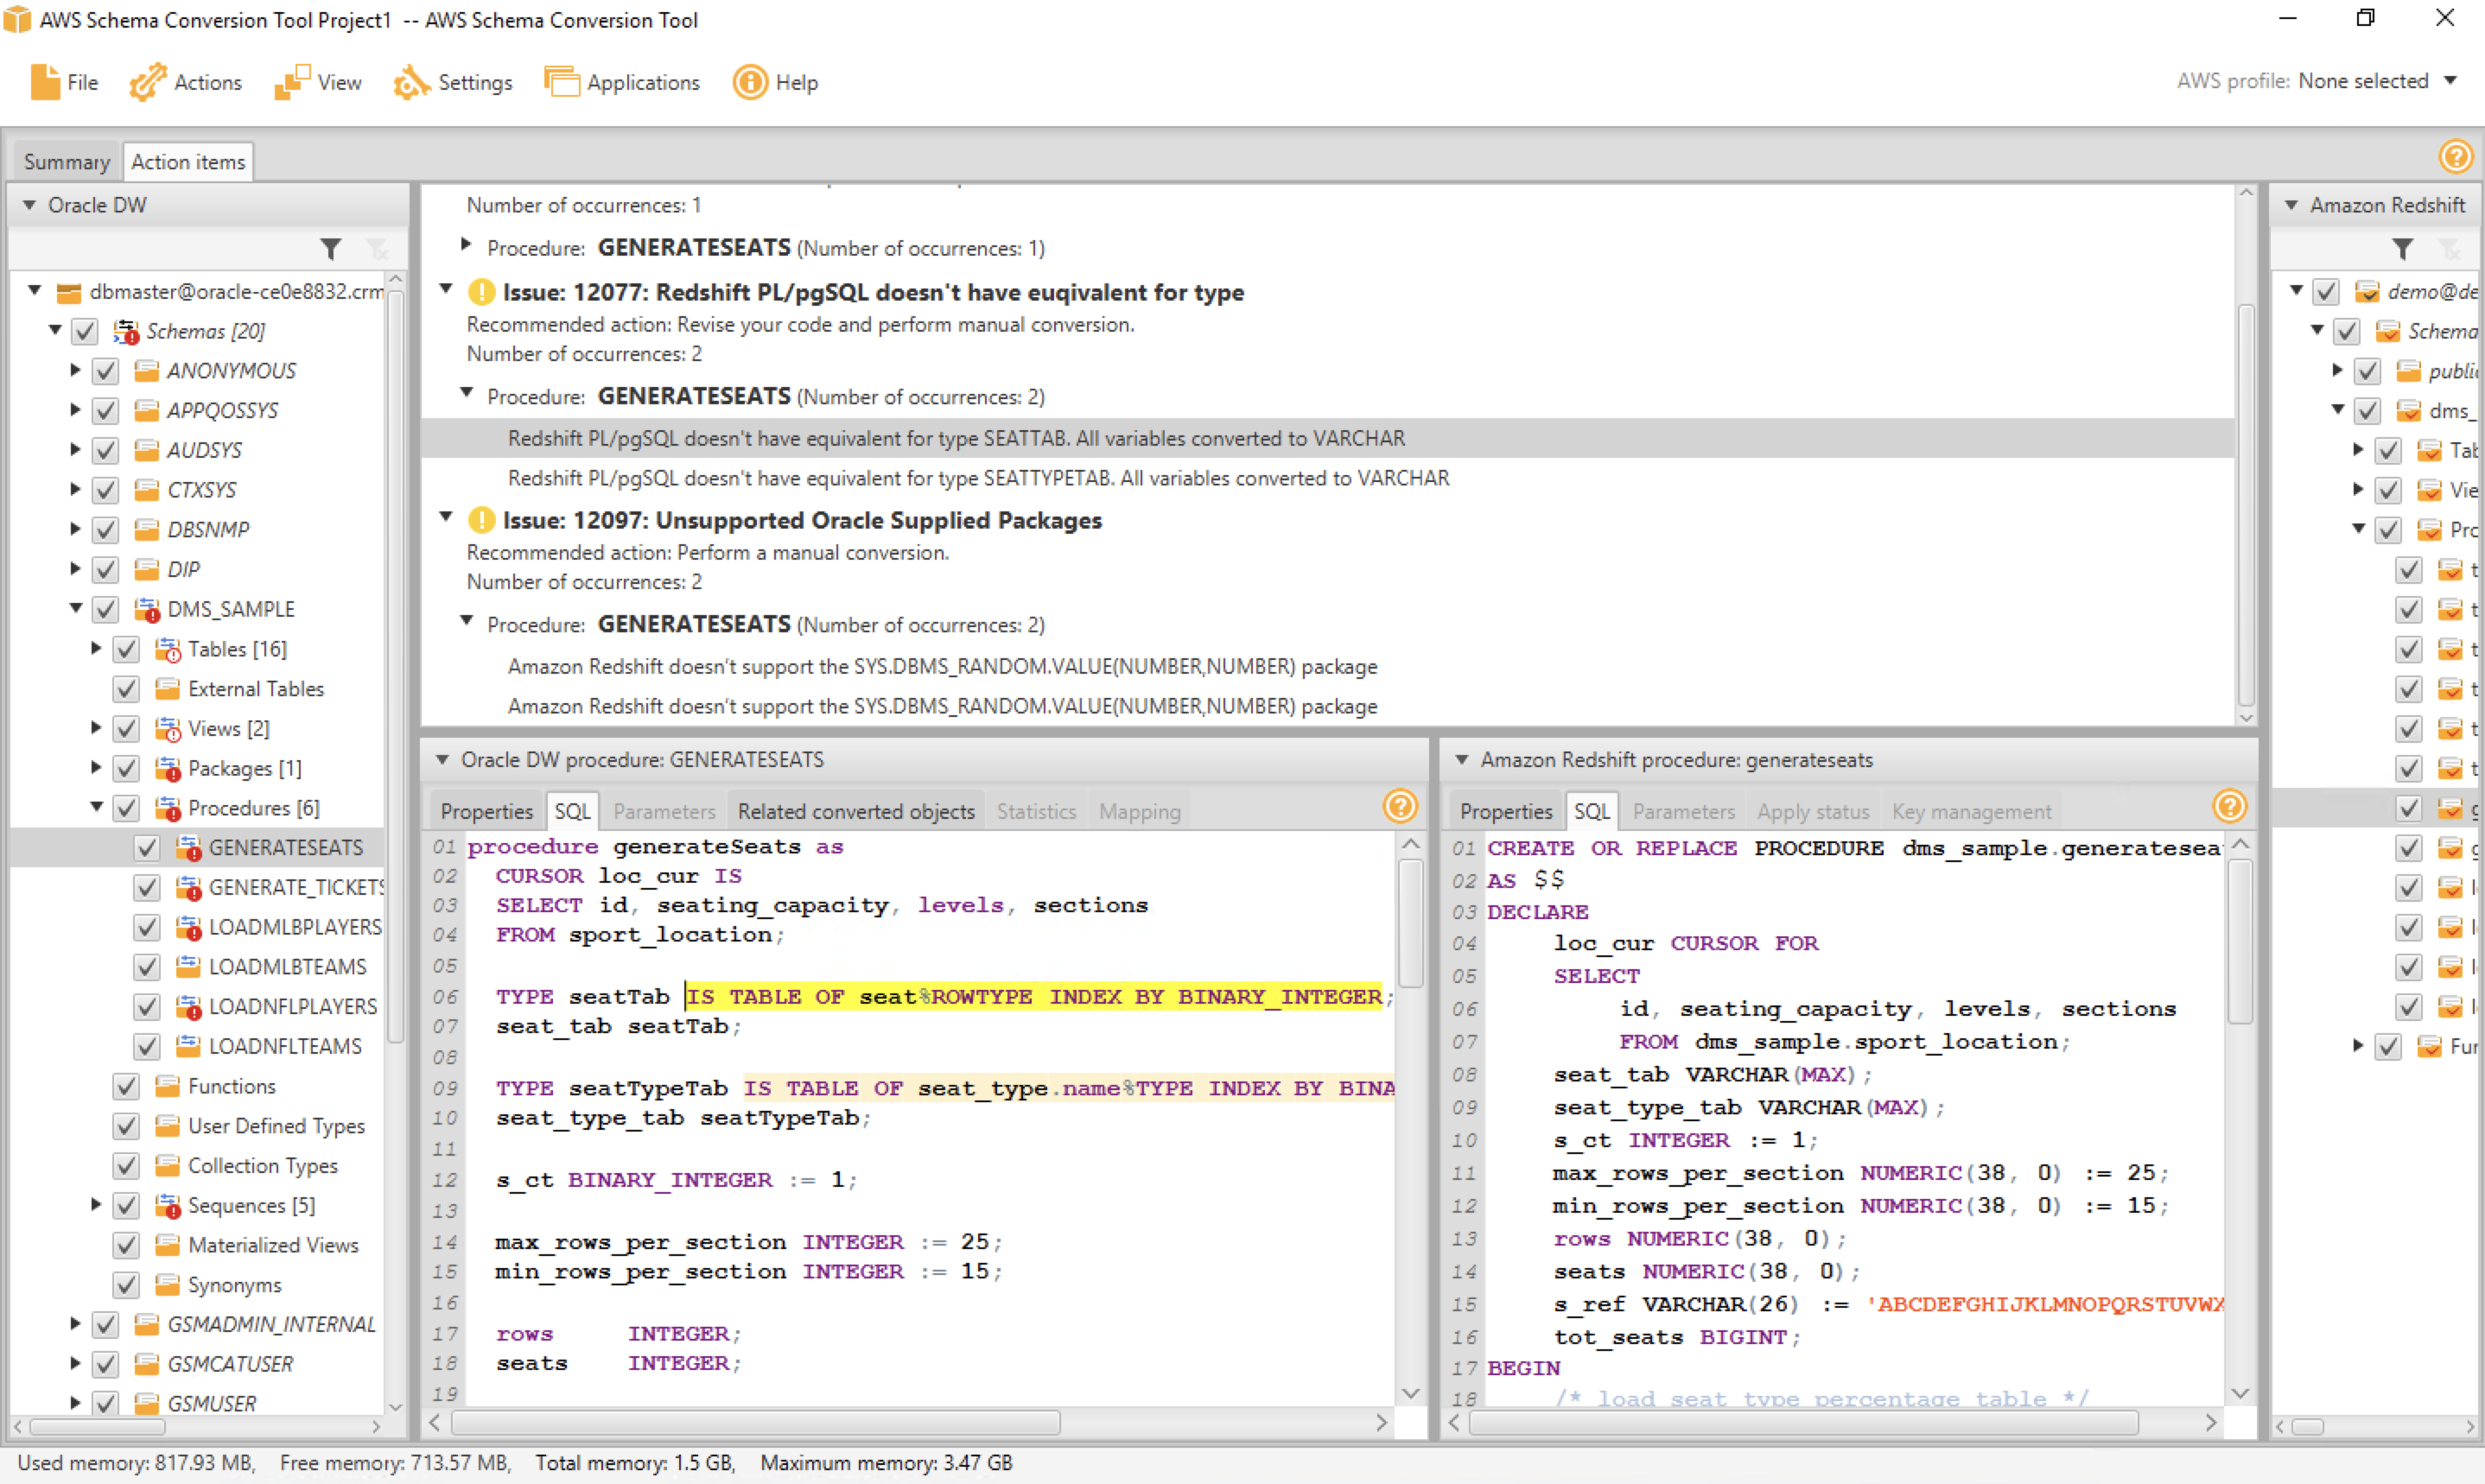 AWS Schema Conversion Tool Project1 -- AWS Schema Conversion Tool
File Actions View Settings Applications Help
AWS profile: None selected
Summary Action items
Oracle DW
dbmaster@oracle-ce0e8832.crm
Schemas [20]
ANONYMOUS
APPQOSSYS
AUDSYS
CTXSYS
DBSNMP
DIP
DMS_SAMPLE
Tables [16]
External Tables
Views [2]
Packages [1]
Procedures [6]
GENERATESEATS
GENERATE_TICKETS
LOADMLBPLAYERS
LOADMLBTEAMS
LOADNFLPLAYERS
LOADNFLTEAMS
Functions
User Defined Types
Collection Types
Sequences [5]
Materialized Views
Synonyms
GSMADMIN_INTERNAL
GSMCATUSER
GSMUSER
Number of occurrences: 1
Procedure: GENERATESEATS (Number of occurrences: 1)
Issue: 12077: Redshift PL/pgSQL doesn't have euqivalent for type
Recommended action: Revise your code and perform manual conversion.
Number of occurrences: 2
Procedure: GENERATESEATS (Number of occurrences: 2)
Redshift PL/pgSQL doesn't have equivalent for type SEATTAB. All variables converted to VARCHAR
Redshift PL/pgSQL doesn't have equivalent for type SEATTYPETAB. All variables converted to VARCHAR
Issue: 12097: Unsupported Oracle Supplied Packages
Recommended action: Perform a manual conversion.
Number of occurrences: 2
Procedure: GENERATESEATS (Number of occurrences: 2)
Amazon Redshift doesn't support the SYS.DBMS_RANDOM.VALUE(NUMBER,NUMBER) package
Amazon Redshift doesn't support the SYS.DBMS_RANDOM.VALUE(NUMBER,NUMBER) package
Oracle DW procedure: GENERATESEATS
Properties SQL Parameters Related converted objects Statistics Mapping
01 procedure generateSeats as
02 CURSOR loc_cur IS
03 SELECT id, seating_capacity, levels, sections
04 FROM sport_location;
05
06 TYPE seatTab IS TABLE OF seat%ROWTYPE INDEX BY BINARY_INTEGER;
07 seat_tab seatTab;
08
09 TYPE seatTypeTab IS TABLE OF seat_type.name%TYPE INDEX BY BINA
10 seat_type_tab seatTypeTab;
11
12 s_ct BINARY_INTEGER := 1;
13
14 max_rows_per_section INTEGER := 25;
15 min_rows_per_section INTEGER := 15;
16
17 rows INTEGER;
18 seats INTEGER;
19
Amazon Redshift procedure: generateseats
Properties SQL Parameters Apply status Key management
01 CREATE OR REPLACE PROCEDURE dms_sample.generatesea
02 AS $$
03 DECLARE
04 loc_cur CURSOR FOR
05 SELECT
06 id, seating_capacity, levels, sections
07 FROM dms_sample.sport_location;
08 seat_tab VARCHAR(MAX);
09 seat_type_tab VARCHAR(MAX);
10 s_ct INTEGER := 1;
11 max_rows_per_section NUMERIC(38, 0) := 25;
12 min_rows_per_section NUMERIC(38, 0) := 15;
13 rows NUMERIC(38, 0);
14 seats NUMERIC(38, 0);
15 s_ref VARCHAR(26) := 'ABCDEFGHIJKLMNOPQRSTUVWX
16 tot_seats BIGINT;
17 BEGIN
18 /* load seat type percentage table */
Amazon Redshift
demo@de
Schema
public
dms_
Tab
Vie
Pro
t
t
t
t
t
t
g
g
l
l
l
l
Fun
Used memory: 817.93 MB, Free memory: 713.57 MB, Total memory: 1.5 GB, Maximum memory: 3.47 GB